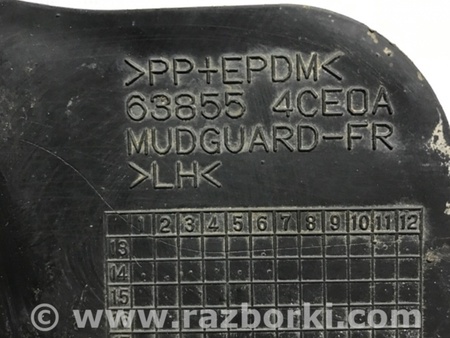 >PP+EPDM<
63855 4CE0A
MUDGUARD-FR
>LH<
1 2 3 4 5 6 7 8 9 10 11 12
13
14
15
16
© www.razborki.com